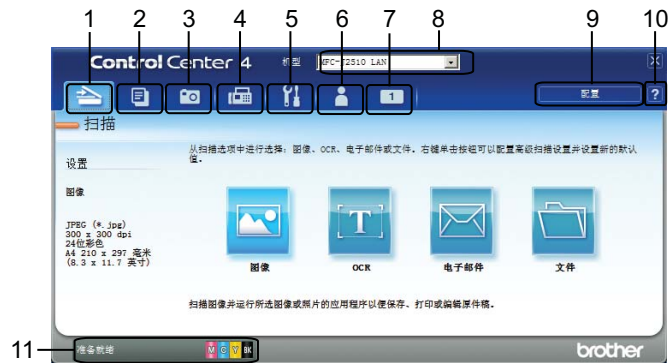 1 2 3 4 5 6 7 8 9 10
Control Center 4 机型 MFC-J2510 LAN X
1 配置 ?
扫描
从扫描选项中进行选择：图像、OCR、电子邮件或文件。右键单击按钮可以配置高级扫描设置并设置新的默认
值。
设置
图像
JPEG (*.jpg)
300 x 300 dpi
24位彩色
A4 210 x 297 毫米
(8.3 x 11.7 英寸)
T
图像 OCR 电子邮件 文件
扫描图像并运行所选图像或照片的应用程序以便保存、打印或编辑原件稿。
11 准备就绪 M C Y BK brother